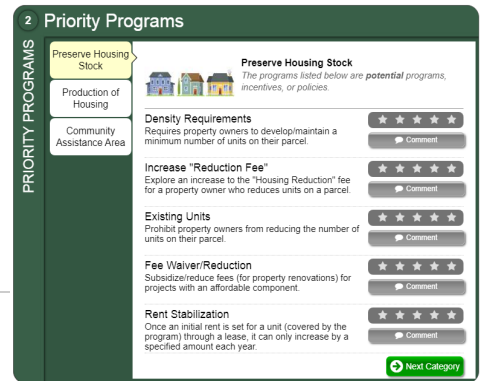 2 Priority Programs
PRIORITY PROGRAMS
Preserve Housing
Stock
Production of
Housing
Community
Assistance Area
Preserve Housing Stock
The programs listed below are potential programs,
incentives, or policies.
Density Requirements
Requires property owners to develop/maintain a
minimum number of units on their parcel.
Comment
Increase "Reduction Fee"
Explore an increase to the "Housing Reduction" fee
for a property owner who reduces units on a parcel.
Comment
Existing Units
Prohibit property owners from reducing the number of
units on their parcel.
Comment
Fee Waiver/Reduction
Subsidize/reduce fees (for property renovations) for
projects with an affordable component.
Comment
Rent Stabilization
Once an initial rent is set for a unit (covered by the
program) through a lease, it can only increase by a
specified amount each year.
Comment
Next Category